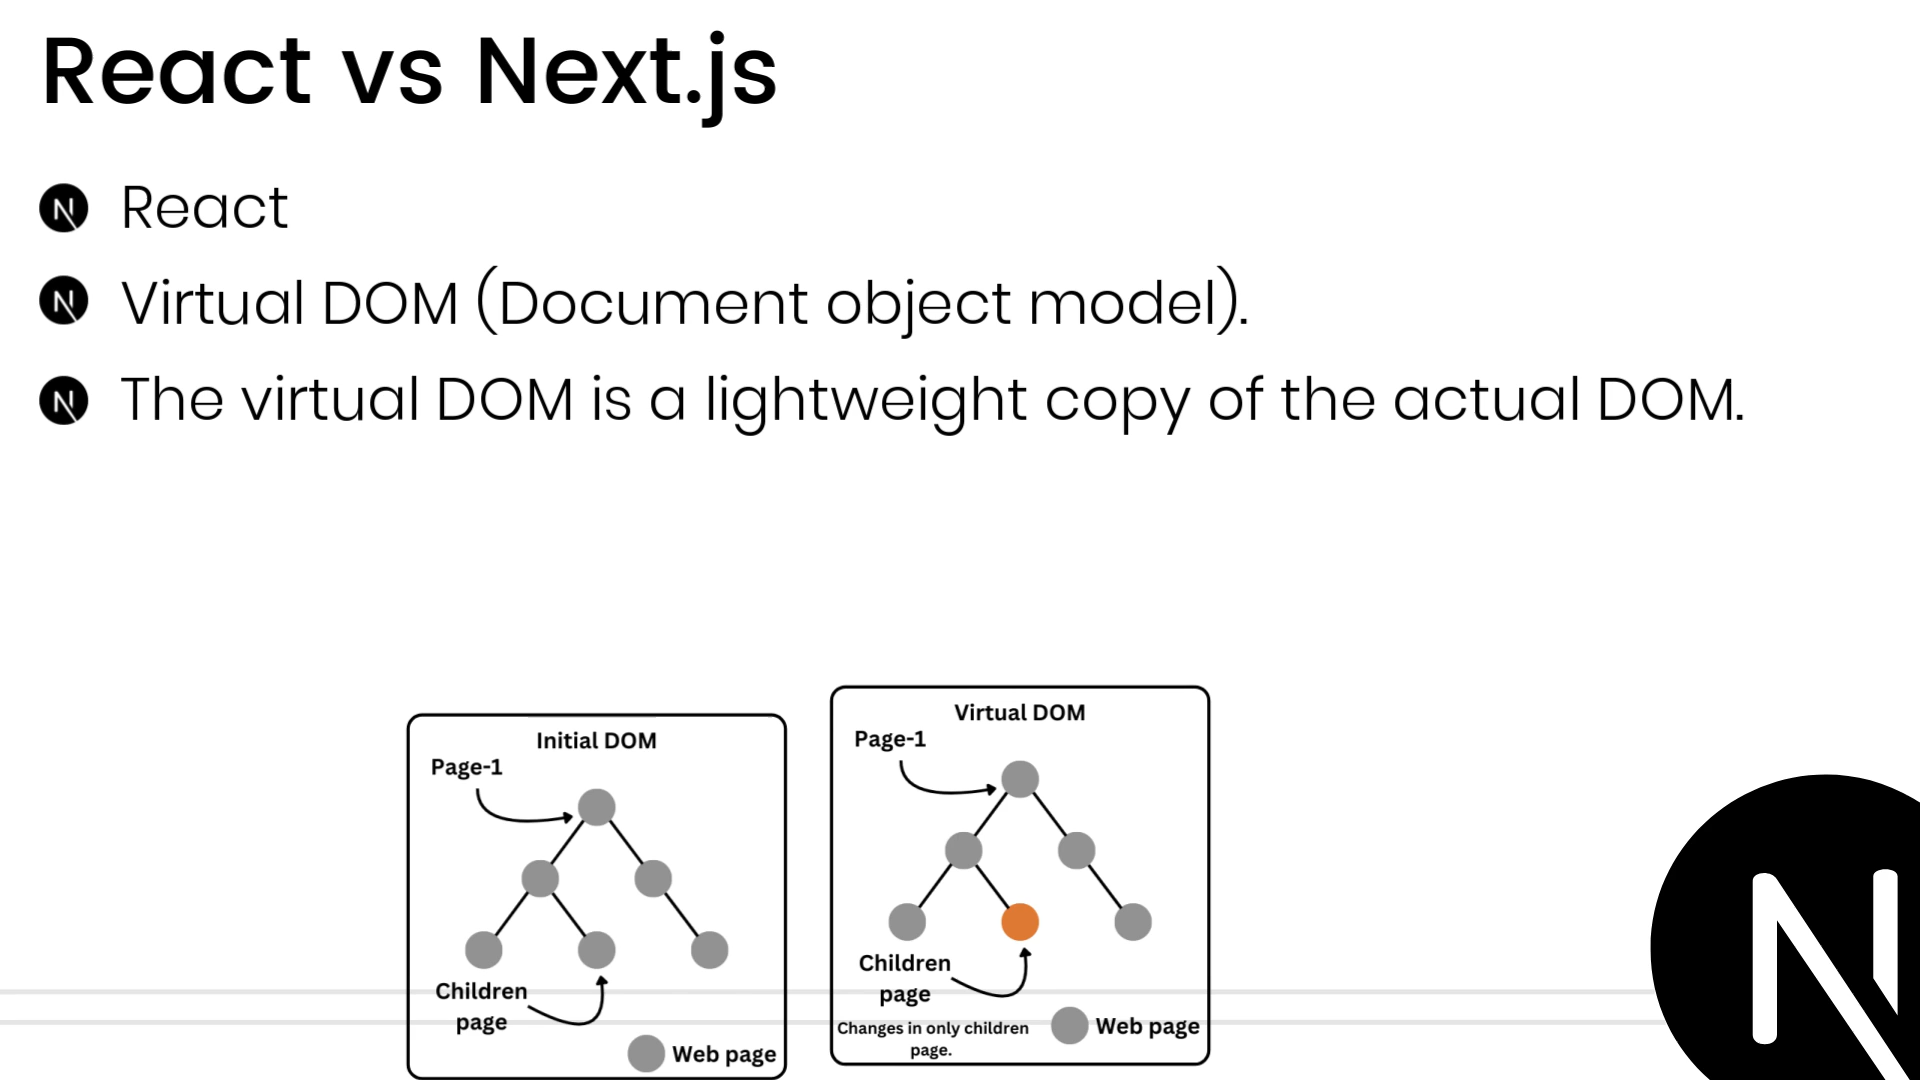 React vs Next.js
React
Virtual DOM (Document object model).
The virtual DOM is a lightweight copy of the actual DOM.
Initial DOM
Page-1
Children
page
Web page
Virtual DOM
Page-1
Children
page
Changes in only children
page.
Web page